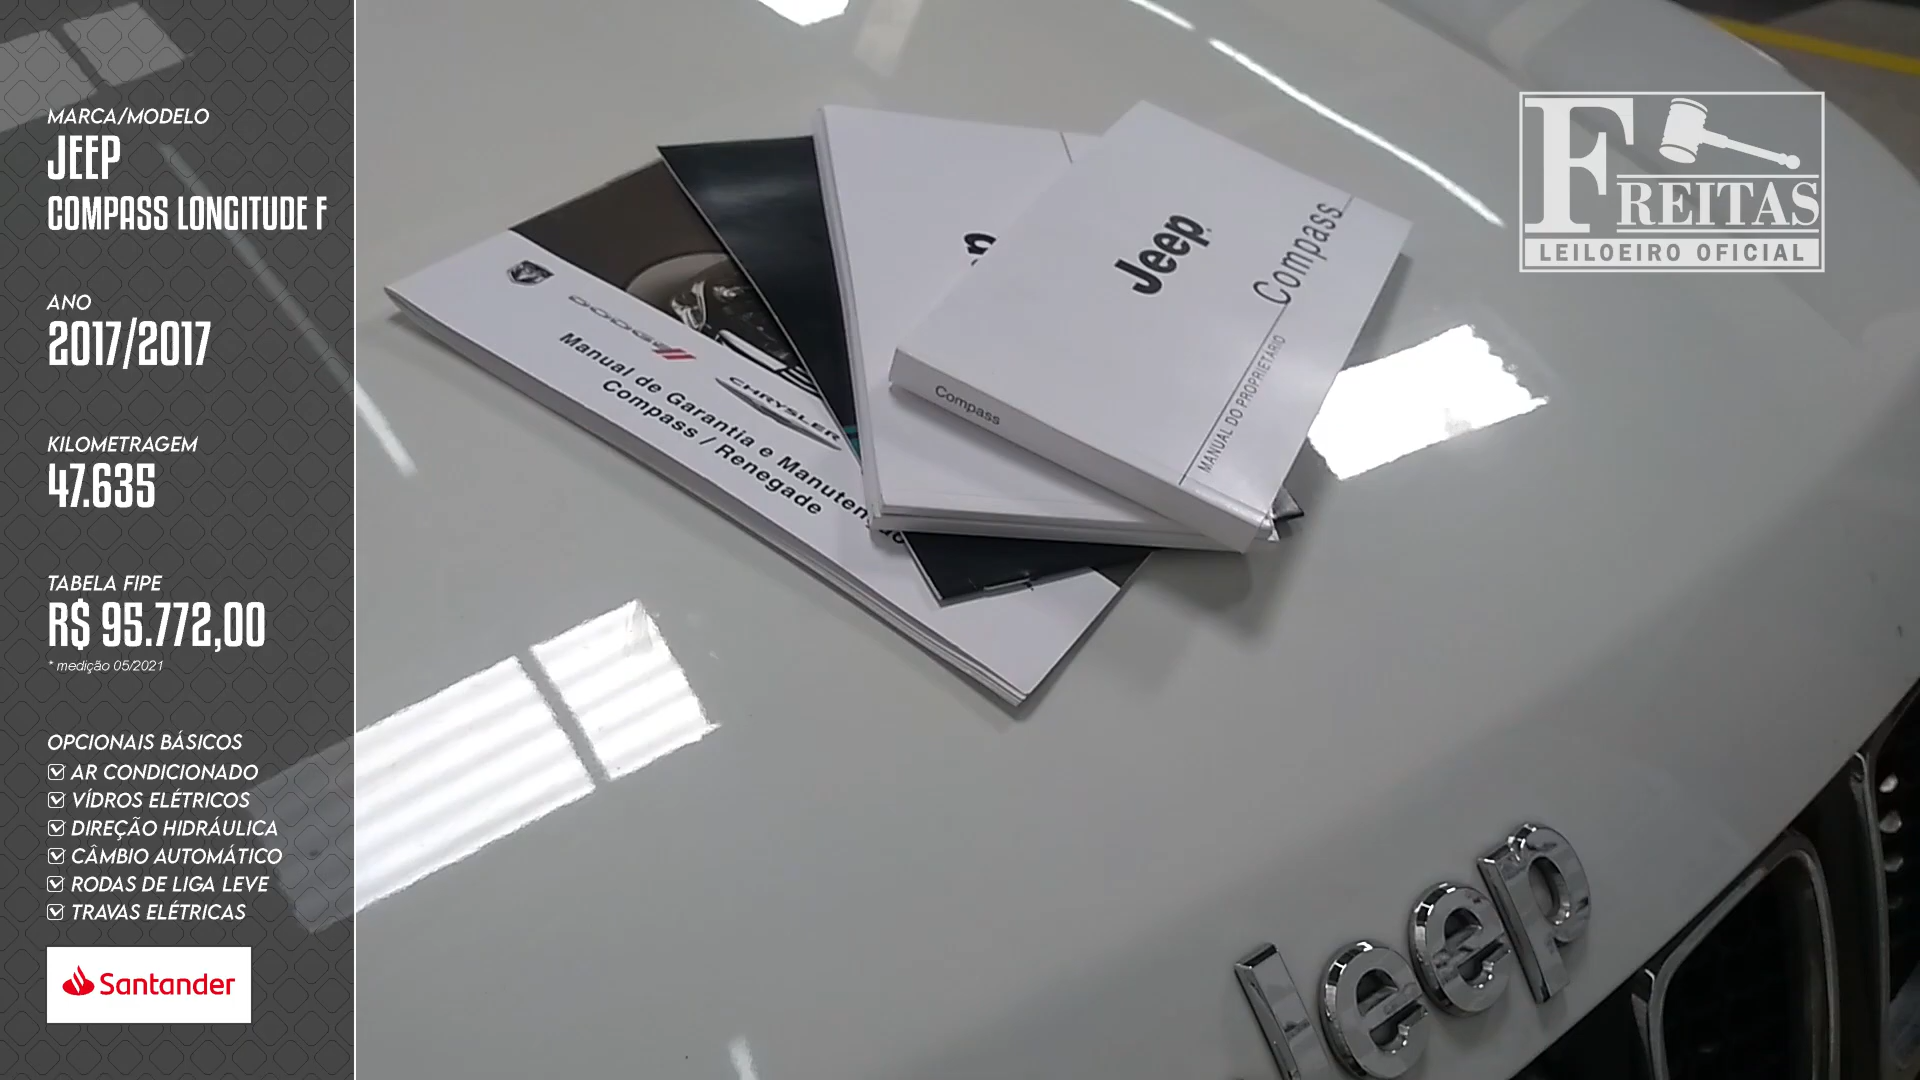 MARCA/MODELO
JEEP
COMPASS LONGITUDE F
ANO
2017/2017
KILOMETRAGEM
47.635
TABELA FIPE
R$ 95.772,00
* medição 05/2021
OPCIONAIS BÁSICOS
AR CONDICIONADO
VÍDROS ELÉTRICOS
DIREÇÃO HIDRÁULICA
CÂMBIO AUTOMÁTICO
RODAS DE LIGA LEVE
TRAVAS ELÉTRICAS
Santander
FREITAS
LEILOEIRO OFICIAL
Jeep
Compass
MANUAL DO PROPRIETÁRIO
Compass
DODGE
CHRYSLER
Manual de Garantia e
Compass / Renegade
Jeep